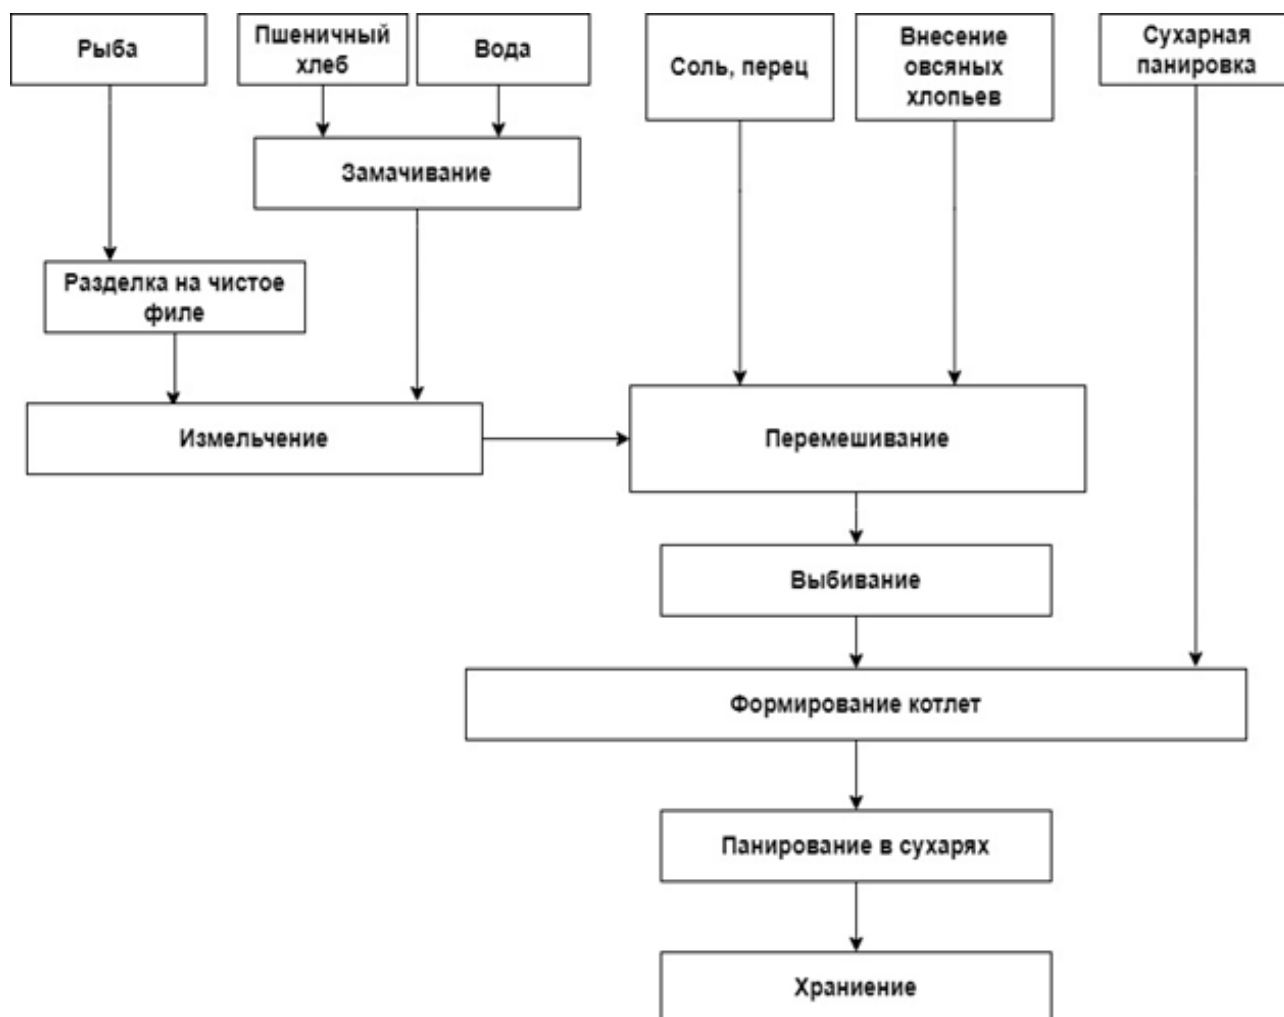 Рыба
Пшеничный
хлеб
Вода
Соль, перец
Внесение
овсяных
хлопьев
Сухарная
панировка
Замачивание
Разделка на чистое
филе
Измельчение
Перемешивание
Выбивание
Формирование котлет
Панирование в сухарях
Храниение